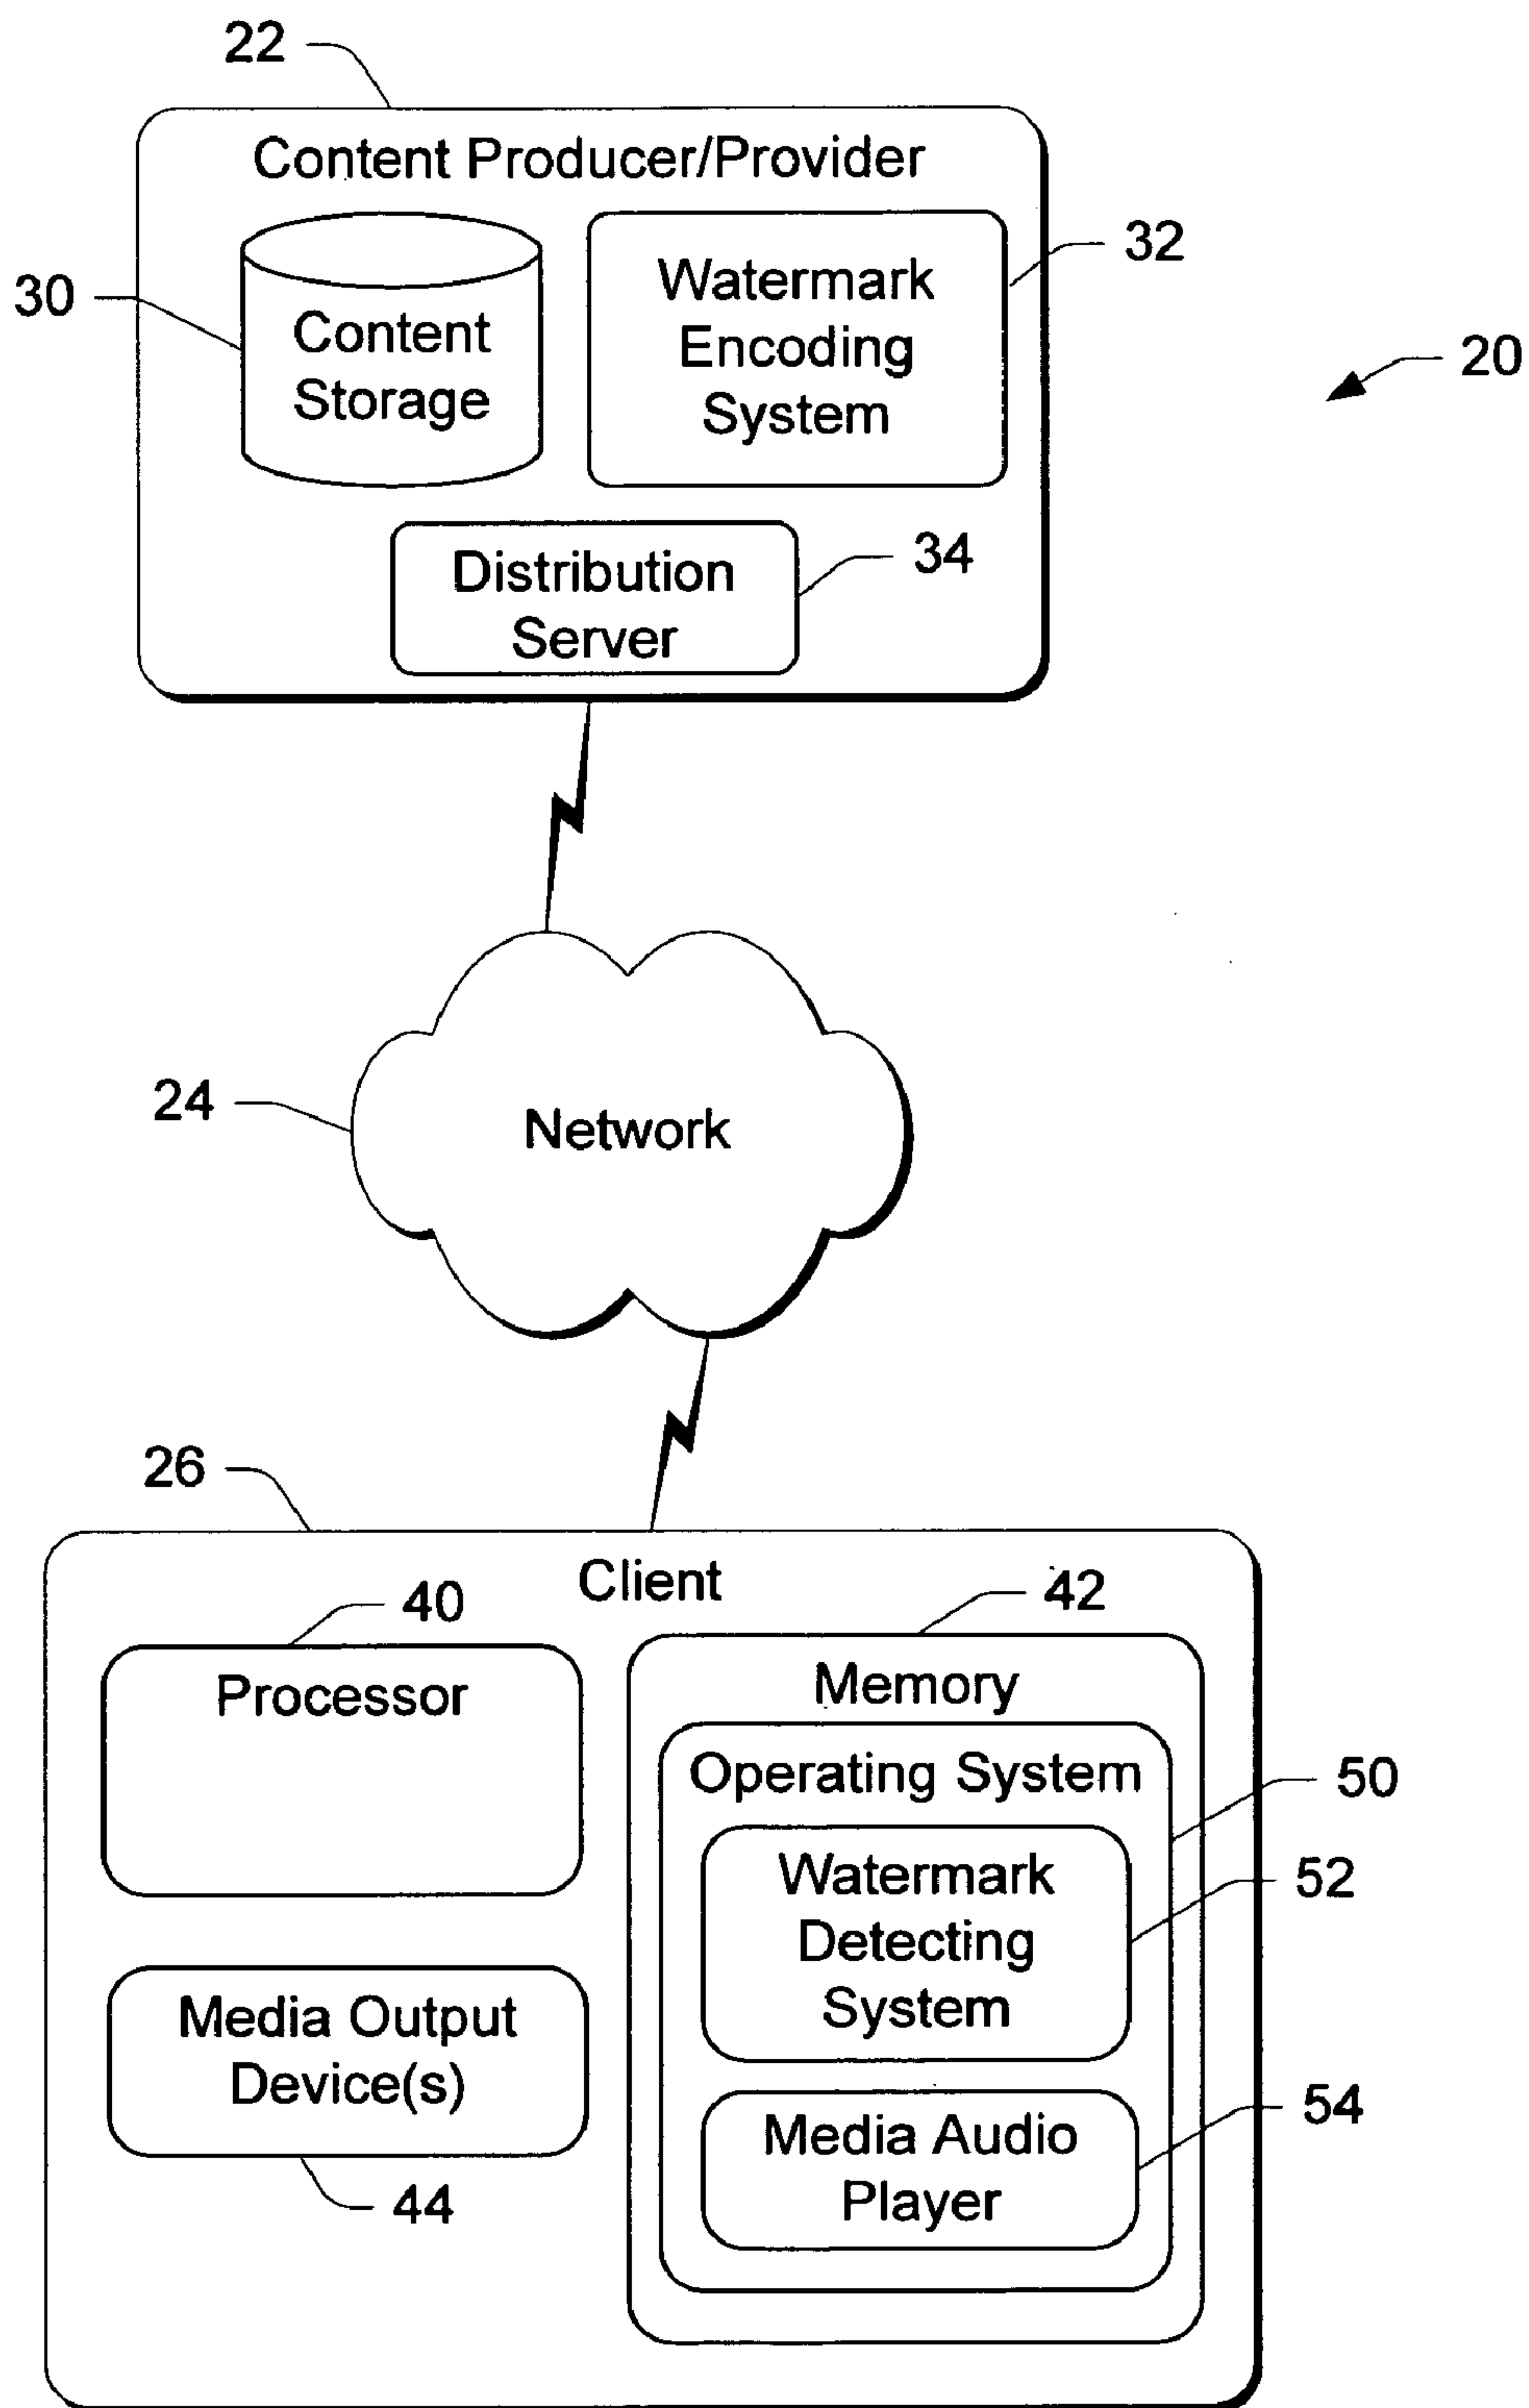 22
Content Producer/Provider
30
Content
Storage
Watermark
Encoding
System
32
20
Distribution
Server
34
24
Network
26
Client
40
Processor
42
Memory
Operating System
50
Watermark
Detecting
System
52
Media Output
Device(s)
44
Media Audio
Player
54